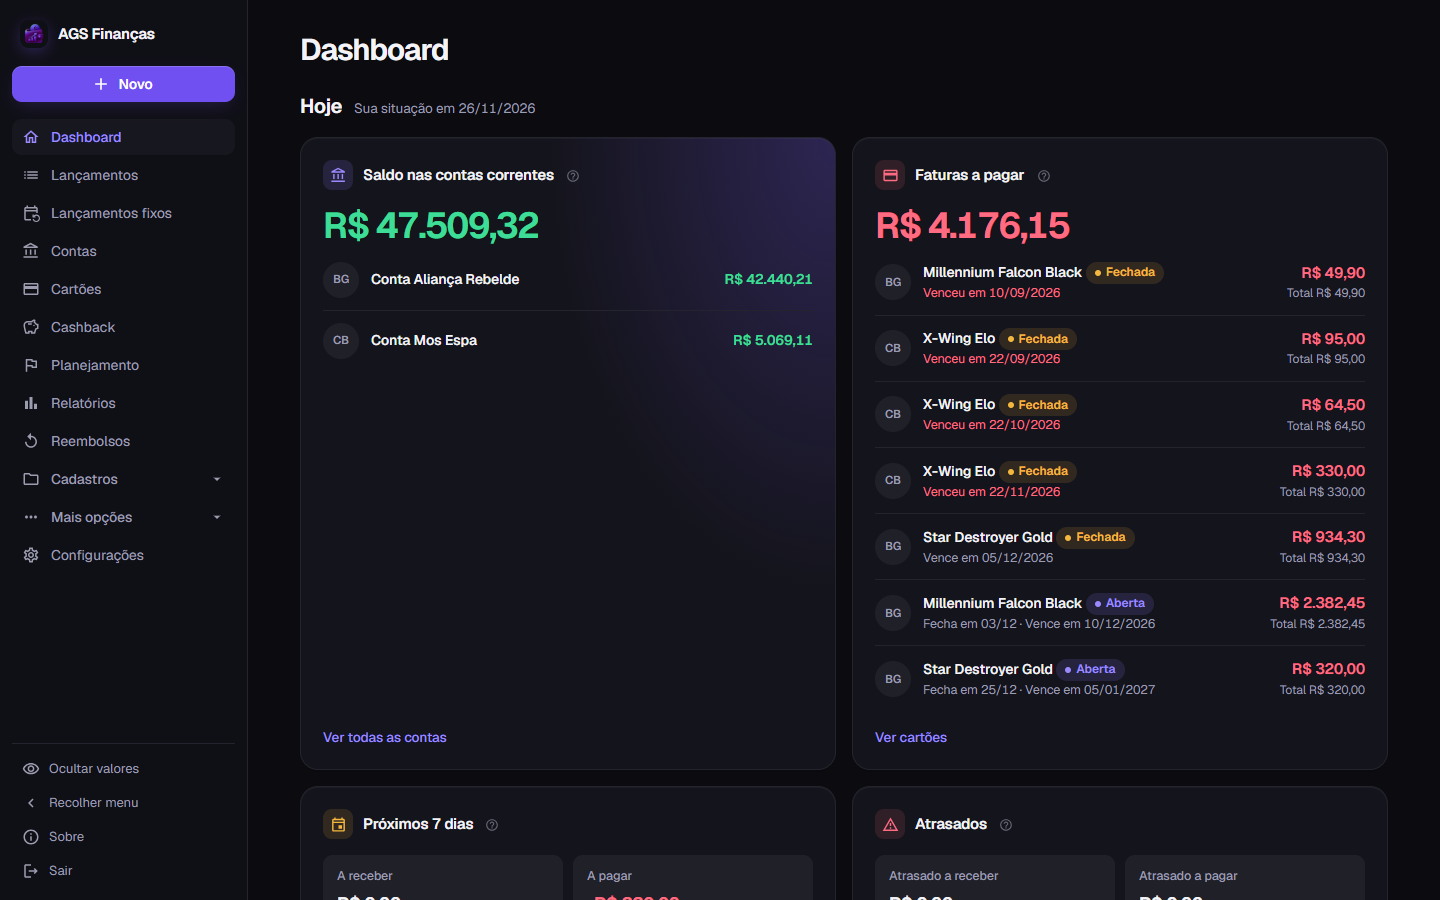 AGS Finanças
Novo
Dashboard
Lançamentos
Lançamentos fixos
Contas
Cartões
Cashback
Planejamento
Relatórios
Reembolsos
Cadastros
Mais opções
Configurações
Ocultar valores
Recolher menu
Sobre
Sair
Dashboard
Hoje Sua situação em 26/11/2026
Saldo nas contas correntes
R$ 47.509,32
BG Conta Aliança Rebelde R$ 42.440,21
CB Conta Mos Espa R$ 5.069,11
Ver todas as contas
Faturas a pagar
R$ 4.176,15
BG Millennium Falcon Black Fechada R$ 49,90
Venceu em 10/09/2026 Total R$ 49,90
CB X-Wing Elo Fechada R$ 95,00
Venceu em 22/09/2026 Total R$ 95,00
CB X-Wing Elo Fechada R$ 64,50
Venceu em 22/10/2026 Total R$ 64,50
CB X-Wing Elo Fechada R$ 330,00
Venceu em 22/11/2026 Total R$ 330,00
BG Star Destroyer Gold Fechada R$ 934,30
Vence em 05/12/2026 Total R$ 934,30
BG Millennium Falcon Black Aberta R$ 2.382,45
Fecha em 03/12 · Vence em 10/12/2026 Total R$ 2.382,45
BG Star Destroyer Gold Aberta R$ 320,00
Fecha em 25/12 · Vence em 05/01/2027 Total R$ 320,00
Ver cartões
Próximos 7 dias
A receber
A pagar
Atrasados
Atrasado a receber
Atrasado a pagar